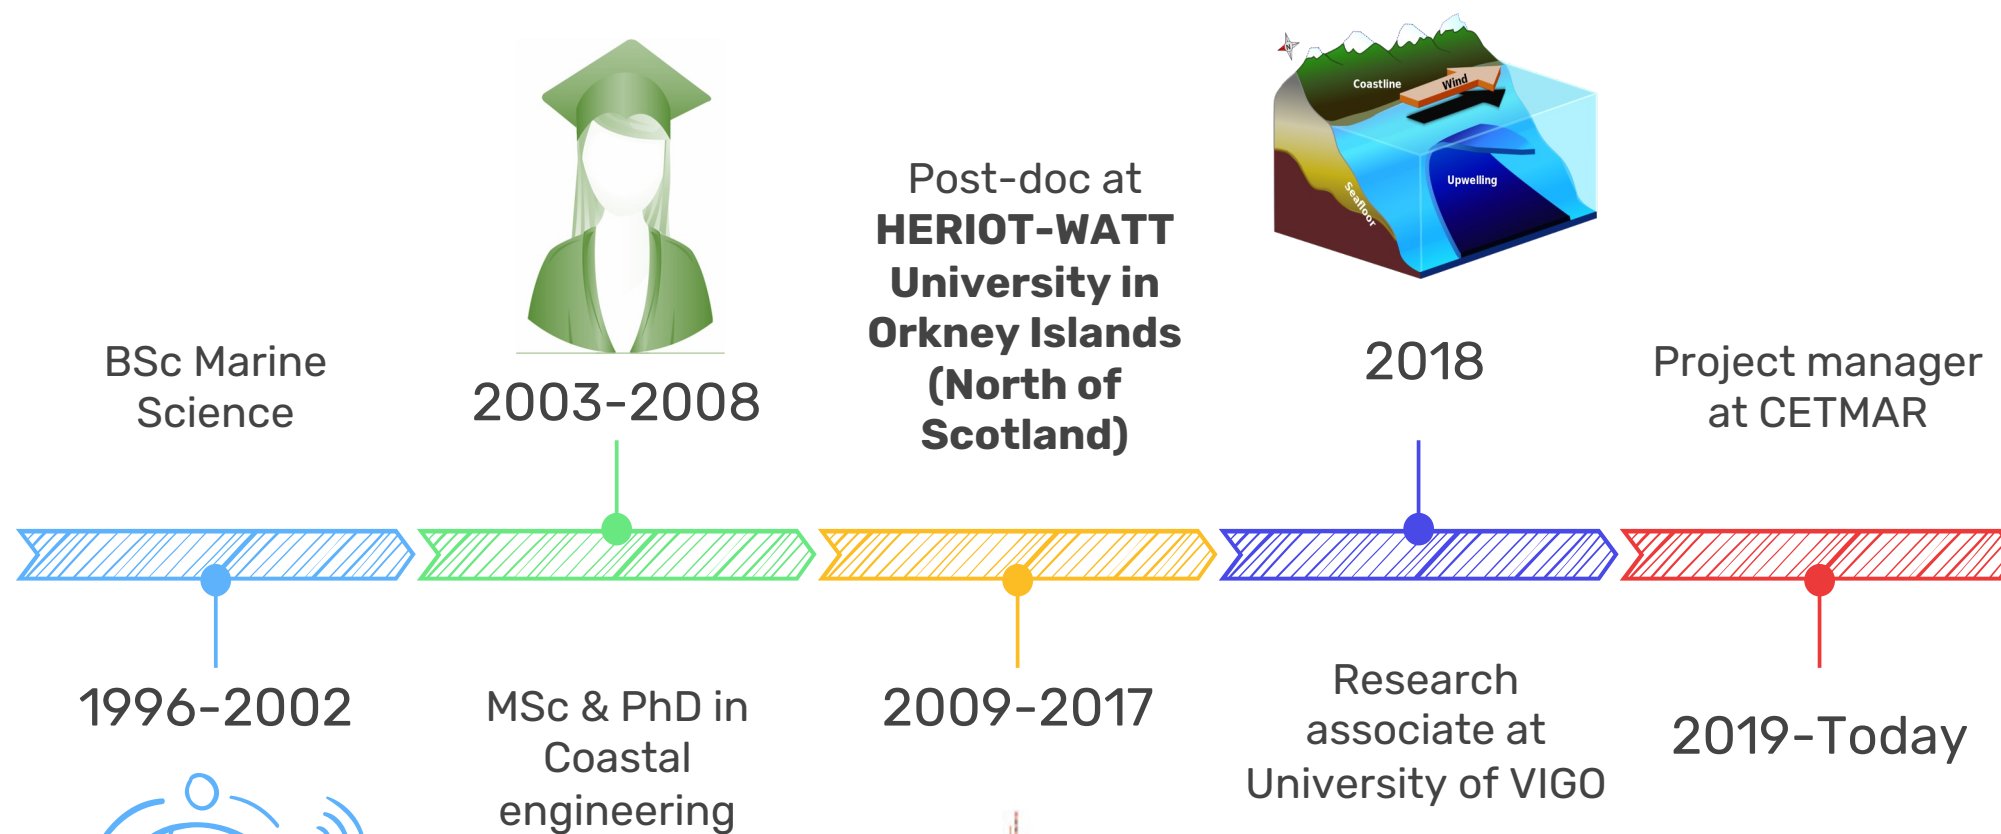 BSc Marine
Science
1996-2002
2003-2008
MSc & PhD in
Coastal
engineering
Post-doc at
HERIOT-WATT
University in
Orkney Islands
(North of
Scotland)
2009-2017
Coastline
Wind
Upwelling
Seafloor
N
2018
Research
associate at
University of VIGO
Project manager
at CETMAR
2019-Today